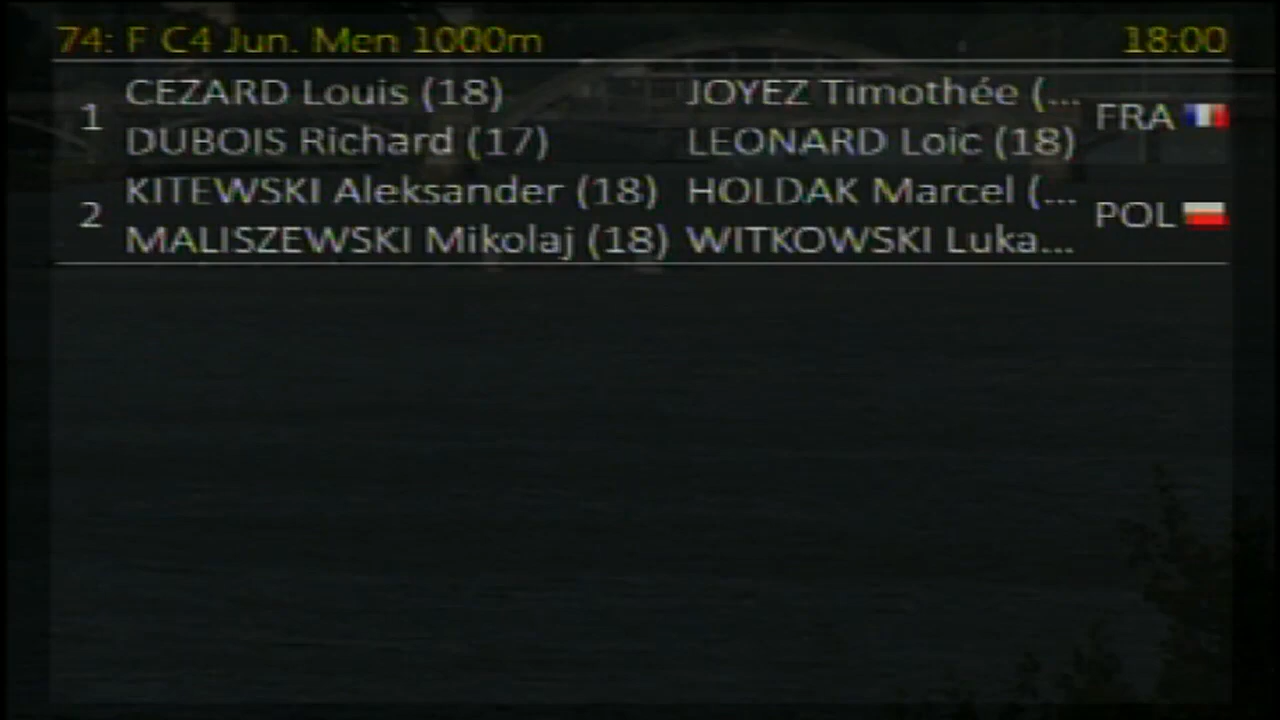 74: F C4 Jun. Men 1000m 18:00
1 CEZARD Louis (18) JOYEZ Timothée (... FRA
DUBOIS Richard (17) LEONARD Loic (18)
2 KITEWSKI Aleksander (18) HOLDAK Marcel (... POL
MALISZEWSKI Mikolaj (18) WITKOWSKI Luka...